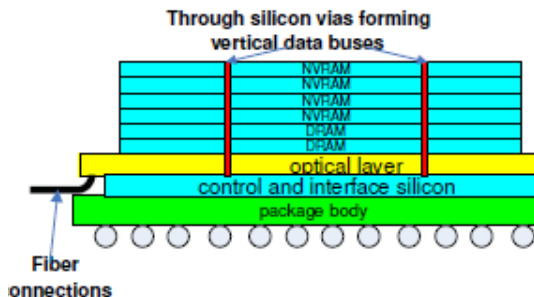 Through silicon vias forming
vertical data buses
NVRAM
NVRAM
NVRAM
NVRAM
DRAM
DRAM
optical layer
control and interface silicon
package body
Fiber
onnections